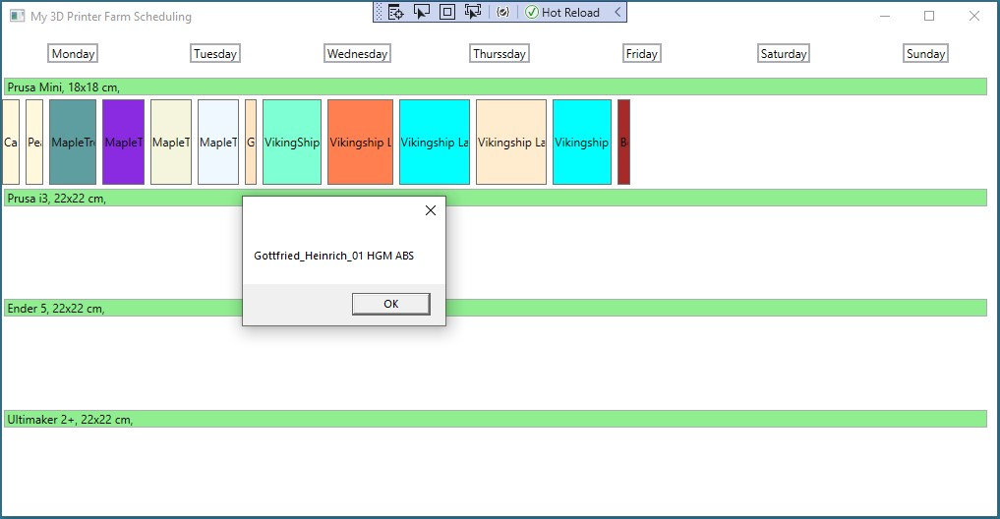 My 3D Printer Farm Scheduling
Hot Reload
Monday Tuesday Wednesday Thurssday Friday Saturday Sunday
Prusa Mini, 18x18 cm,
Ca Pea MapleTre MapleT MapleT MapleT G VikingShip Vikingship L Vikingship La Vikingship La Vikingship B
Prusa i3, 22x22 cm,
Gottfried_Heinrich_01 HGM ABS
OK
Ender 5, 22x22 cm,
Ultimaker 2+, 22x22 cm,